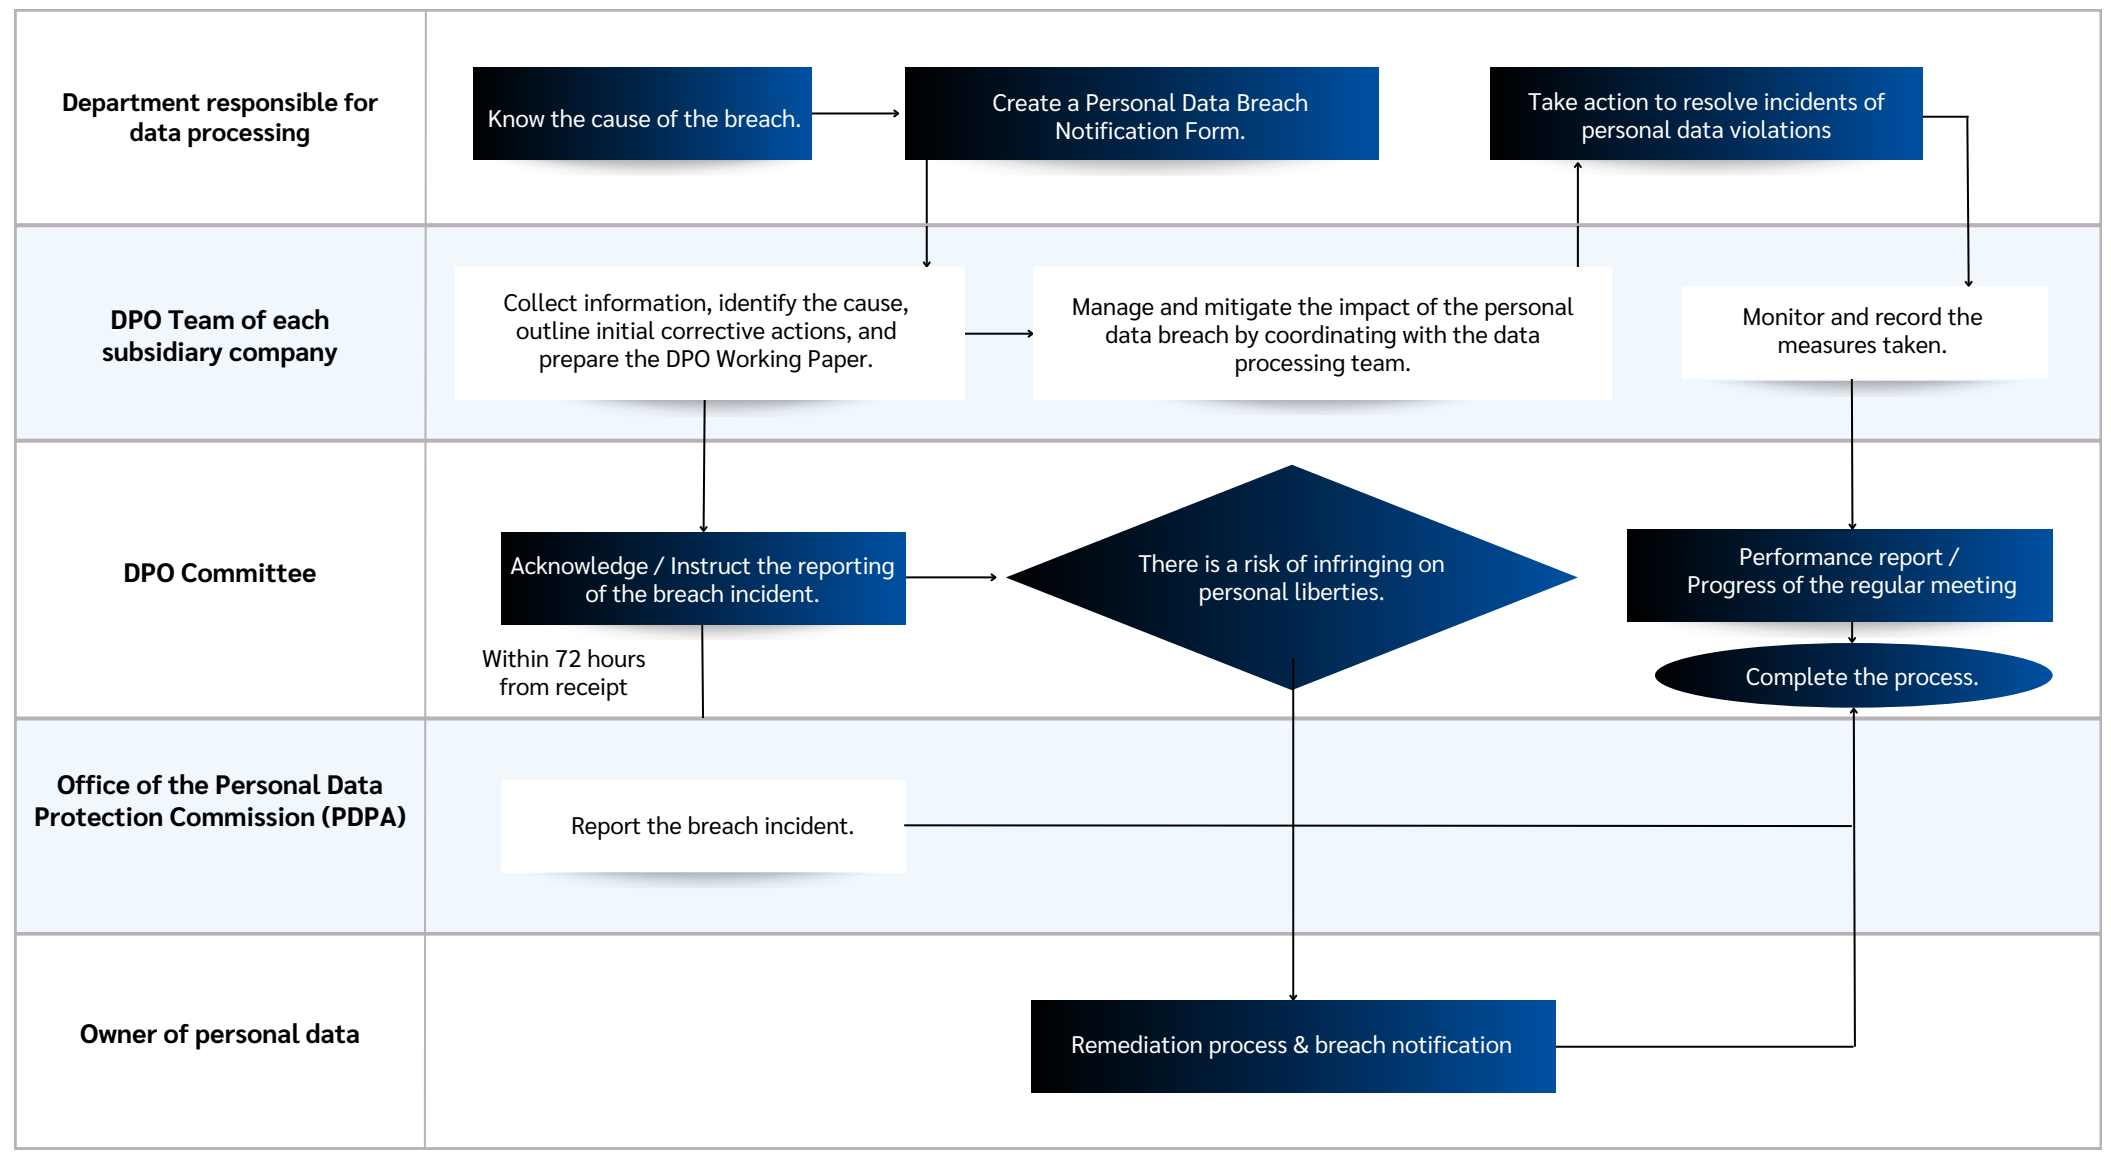 Department responsible for
data processing
Know the cause of the breach.
Create a Personal Data Breach
Notification Form.
Take action to resolve incidents of
personal data violations
DPO Team of each
subsidiary company
Collect information, identify the cause,
outline initial corrective actions, and
prepare the DPO Working Paper.
Manage and mitigate the impact of the personal
data breach by coordinating with the data
processing team.
Monitor and record the
measures taken.
DPO Committee
Acknowledge / Instruct the reporting
of the breach incident.
There is a risk of infringing on
personal liberties.
Performance report /
Progress of the regular meeting
Within 72 hours
from receipt
Complete the process.
Office of the Personal Data
Protection Commission (PDPA)
Report the breach incident.
Owner of personal data
Remediation process & breach notification